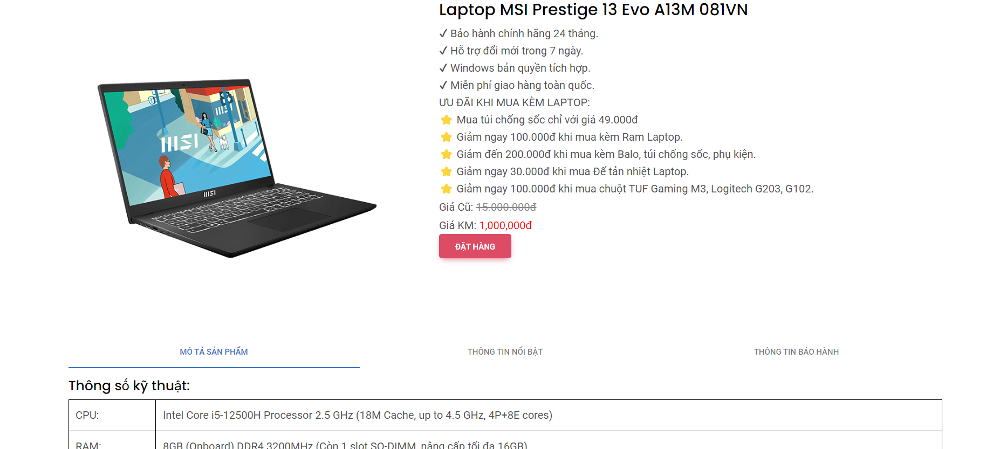 Laptop MSI Prestige 13 Evo A13M 081VN
✓ Bảo hành chính hãng 24 tháng.
✓ Hỗ trợ đổi mới trong 7 ngày.
✓ Windows bản quyền tích hợp.
✓ Miễn phí giao hàng toàn quốc.
ƯU ĐÃI KHI MUA KÈM LAPTOP:
⭐ Mua túi chống sốc chỉ với giá 49.000đ
⭐ Giảm ngay 100.000đ khi mua kèm Ram Laptop.
⭐ Giảm đến 200.000đ khi mua kèm Balo, túi chống sốc, phụ kiện.
⭐ Giảm ngay 30.000đ khi mua Đế tản nhiệt Laptop.
⭐ Giảm ngay 100.000đ khi mua chuột TUF Gaming M3, Logitech G203, G102.
Giá Cũ: 15.000.000đ
Giá KM: 1,000,000đ
ĐẶT HÀNG
msi
msi
msi
MÔ TẢ SẢN PHẨM
THÔNG TIN NỔI BẬT
THÔNG TIN BẢO HÀNH
Thông số kỹ thuật:
CPU: Intel Core i5-12500H Processor 2.5 GHz (18M Cache, up to 4.5 GHz, 4P+8E cores)
RAM: 8GB (Onboard) DDR4 3200MHz (Còn 1 slot SO-DIMM, nâng cấp tối đa 16GB)